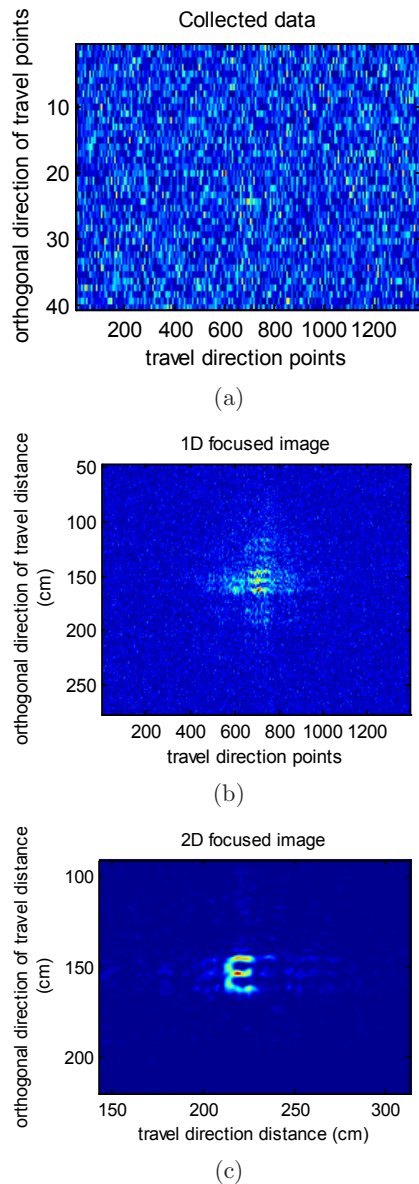 Collected data
orthogonal direction of travel points
10
20
30
40
200 400 600 800 1000 1200
travel direction points
(a)
1D focused image
orthogonal direction of travel distance
(cm)
50
100
150
200
250
200 400 600 800 1000 1200
travel direction points
(b)
2D focused image
orthogonal direction of travel distance
(cm)
100
150
200
150 200 250 300
travel direction distance (cm)
(c)